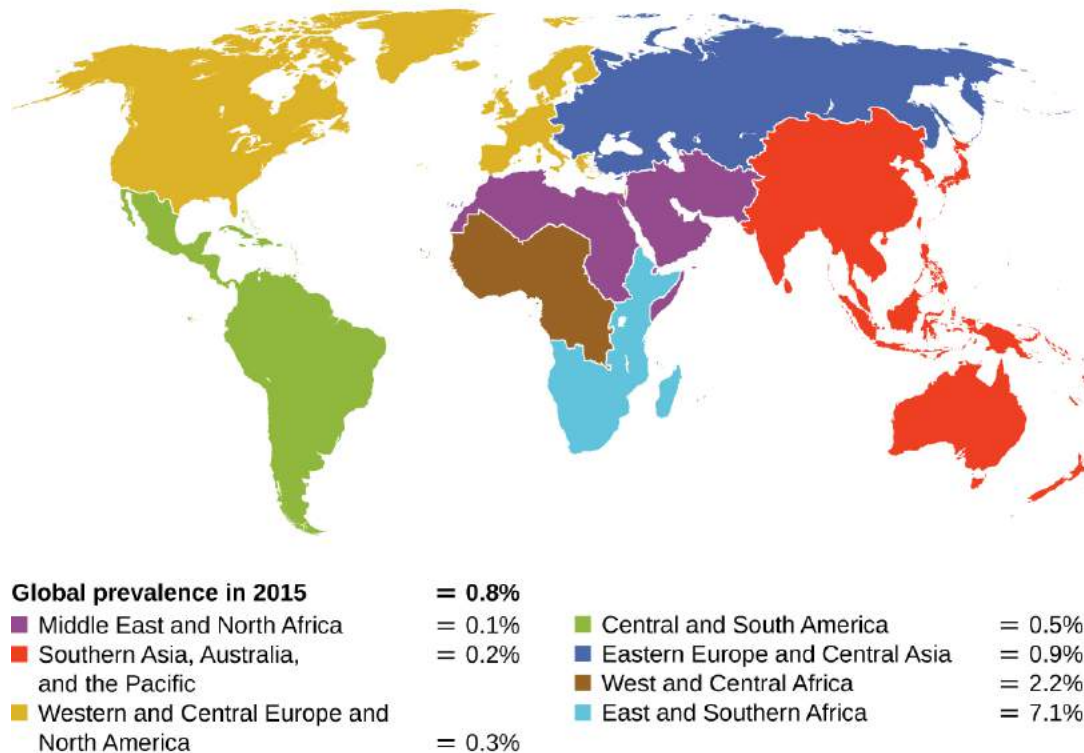 Global prevalence in 2015 = 0.8%
Middle East and North Africa = 0.1%
Southern Asia, Australia, = 0.2%
and the Pacific
Western and Central Europe and
North America = 0.3%
Central and South America = 0.5%
Eastern Europe and Central Asia = 0.9%
West and Central Africa = 2.2%
East and Southern Africa = 7.1%